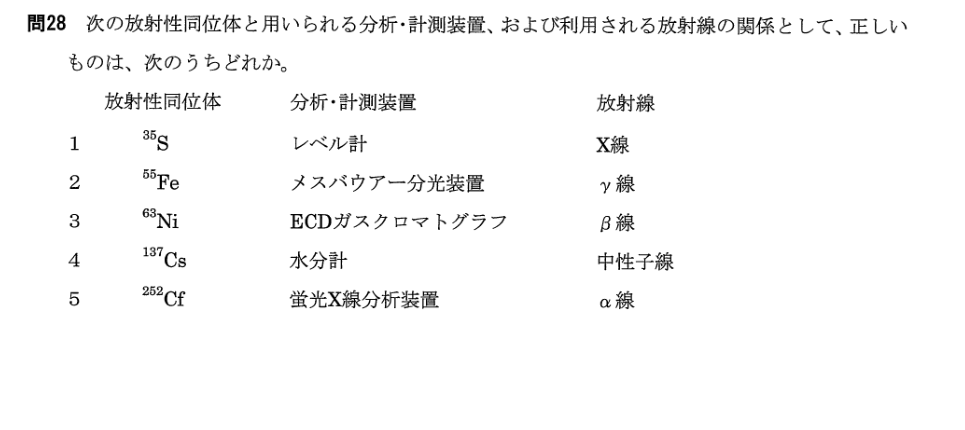 問28 次の放射性同位体と用いられる分析・計測装置、および利用される放射線の関係として、正しい
ものは、次のうちどれか。
放射性同位体 分析・計測装置 放射線
1 ³⁵S レベル計 X線
2 ⁵⁵Fe メスバウアー分光装置 γ線
3 ⁶³Ni ECDガスクロマトグラフ β線
4 ¹³⁷Cs 水分計 中性子線
5 ²⁵²Cf 蛍光X線分析装置 α線